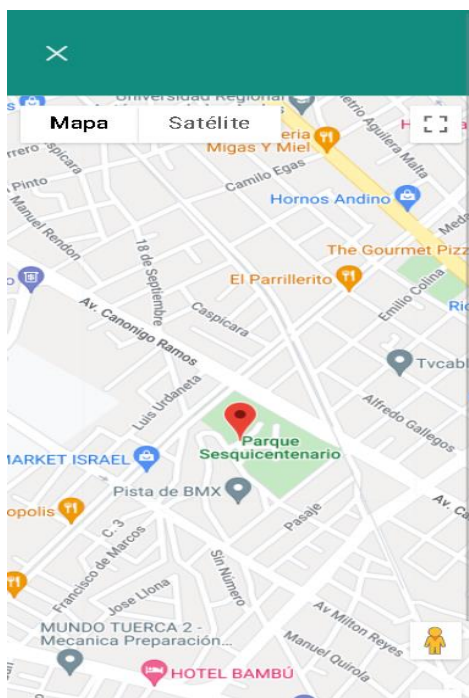 Universidad Regional
Mapa
Satélite
Migas Y Miel
Camilo Egas
Hornos Andino
Pinto
Manuel Rendon
18 de Septiembre
The Gourmet Pizz
El Parrillerito
Emilio Colina
Av. Canonigo Ramos
Caspicara
Tvcabl
Luis Urdaneta
Alfredo Gallegos
Parque
Sesquicentenario
MARKET ISRAEL
Pista de BMX
opolis
C. 3
Pasaje
Francisco de Marcos
Sin Número
Jose Llona
Av Milton Reyes
MUNDO TUERCA 2 -
Mecanica Preparación...
Manuel Quirola
HOTEL BAMBÚ